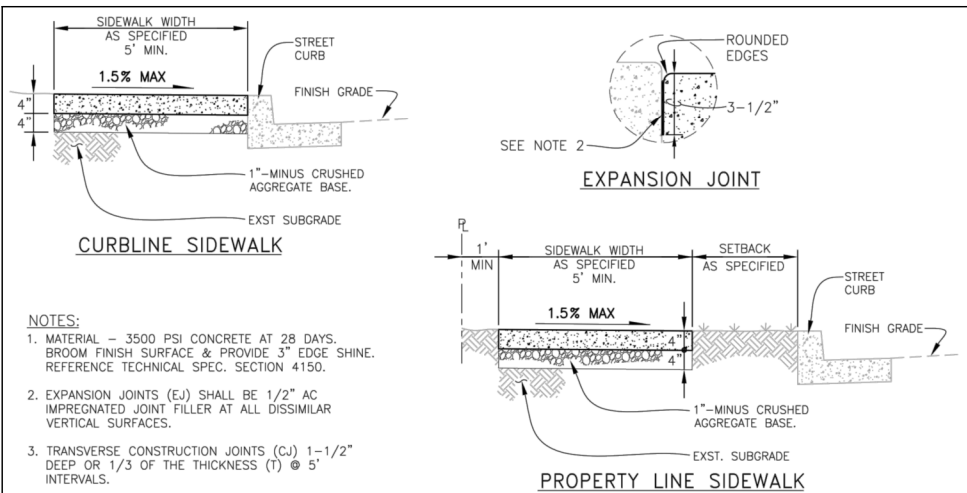 SIDEWALK WIDTH
AS SPECIFIED
5' MIN.
1.5% MAX
STREET
CURB
FINISH GRADE
4"
4"
1"-MINUS CRUSHED
AGGREGATE BASE.
EXST SUBGRADE
CURBLINE SIDEWALK
ROUNDED
EDGES
3-1/2"
SEE NOTE 2
EXPANSION JOINT
PL
1'
MIN
SIDEWALK WIDTH
AS SPECIFIED
5' MIN.
SETBACK
AS SPECIFIED
1.5% MAX
STREET
CURB
FINISH GRADE
4"
4"
1"-MINUS CRUSHED
AGGREGATE BASE.
EXST. SUBGRADE
PROPERTY LINE SIDEWALK
NOTES:
1. MATERIAL – 3500 PSI CONCRETE AT 28 DAYS.
BROOM FINISH SURFACE & PROVIDE 3" EDGE SHINE.
REFERENCE TECHNICAL SPEC. SECTION 4150.
2. EXPANSION JOINTS (EJ) SHALL BE 1/2" AC
IMPREGNATED JOINT FILLER AT ALL DISSIMILAR
VERTICAL SURFACES.
3. TRANSVERSE CONSTRUCTION JOINTS (CJ) 1-1/2"
DEEP OR 1/3 OF THE THICKNESS (T) @ 5'
INTERVALS.